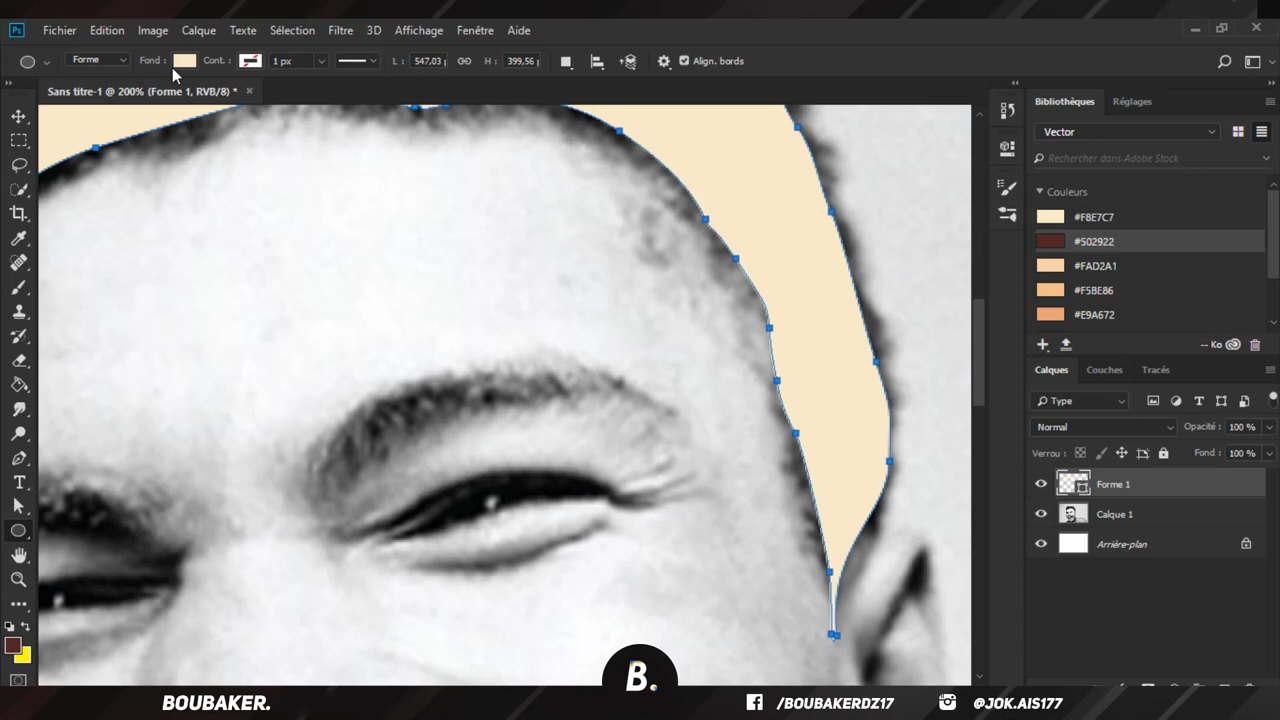 Ps Fichier Edition Image Calque Texte Sélection Filtre 3D Affichage Fenêtre Aide
Forme Fond : Cont. : 1 px L : 547,03 H : 399,56 Align. bords
Sans titre-1 @ 200% (Forme 1, RVB/8) *
Bibliothèques Réglages
Vector
Rechercher dans Adobe Stock
Couleurs
#F8E7C7
#502922
#FAD2A1
#F5BE86
#E9A672
-- Ko
Calques Couches Tracés
Type
Normal Opacité : 100 %
Verrou : Fond : 100 %
Forme 1
Calque 1
Arrière-plan
B.
BOUBAKER. /BOUBAKERDZ17 @JOK.AIS177